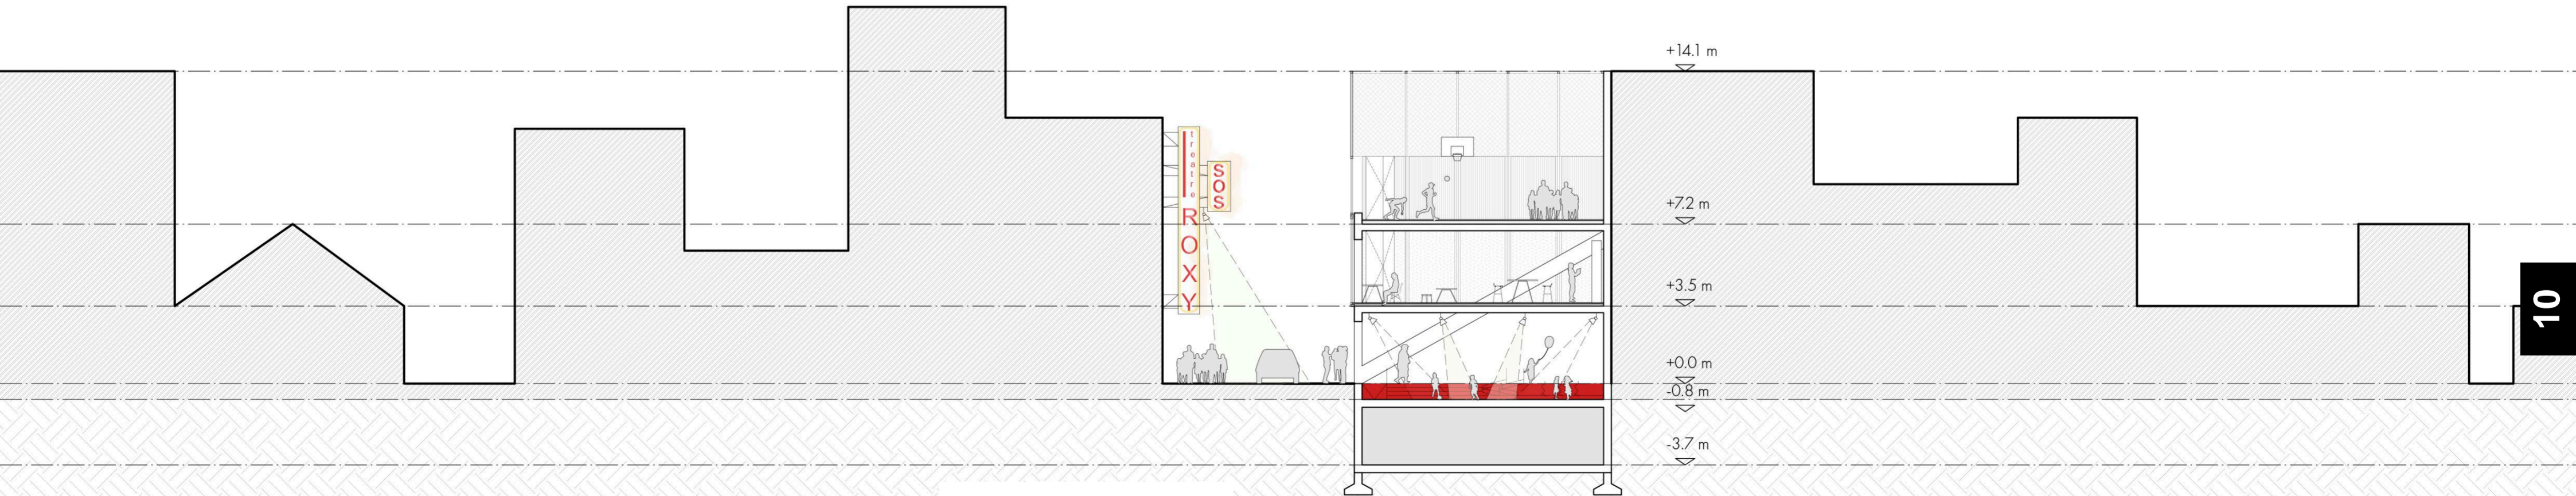 treatre
ROXY
SOS
+14.1 m
+7.2 m
+3.5 m
+0.0 m
-0.8 m
-3.7 m
10